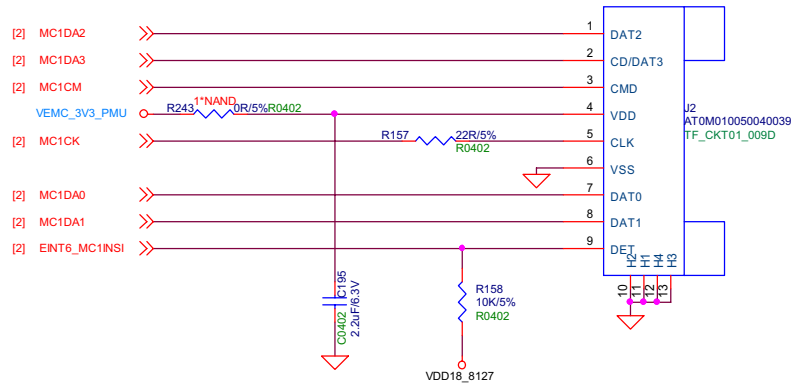 [2] MC1DA2 1 DAT2
[2] MC1DA3 2 CD/DAT3
[2] MC1CM 3 CMD
1*NAND
VEMC_3V3_PMU R243 0R/5% R0402 4 VDD
J2
AT0M010050040039
TF_CKT01_009D
[2] MC1CK R157 22R/5% 5 CLK
R0402
6 VSS
[2] MC1DA0 7 DAT0
[2] MC1DA1 8 DAT1
[2] EINT6_MC1INSI 9 DET
H2 H1 H4 H3
10 11 12 13
C195
2.2uF/6.3V
C0402
R158
10K/5%
R0402
VDD18_8127